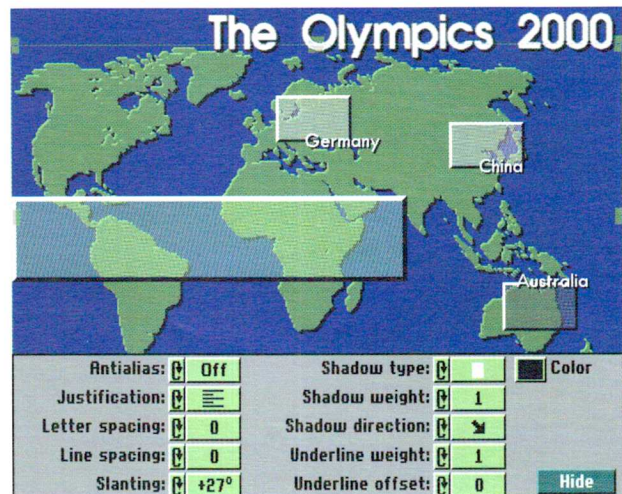 The Olympics 2000
Germany
China
Australia
Antialias: Off
Shadow type:
Color
Justification:
Shadow weight: 1
Letter spacing: 0
Shadow direction:
Line spacing: 0
Underline weight: 1
Slanting: +27°
Underline offset: 0
Hide